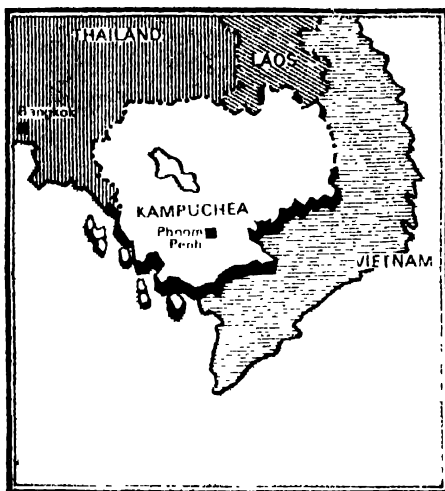 THAILAND
LAOS
Bangkok
KAMPUCHEA
Phnom
Penh
VIETNAM